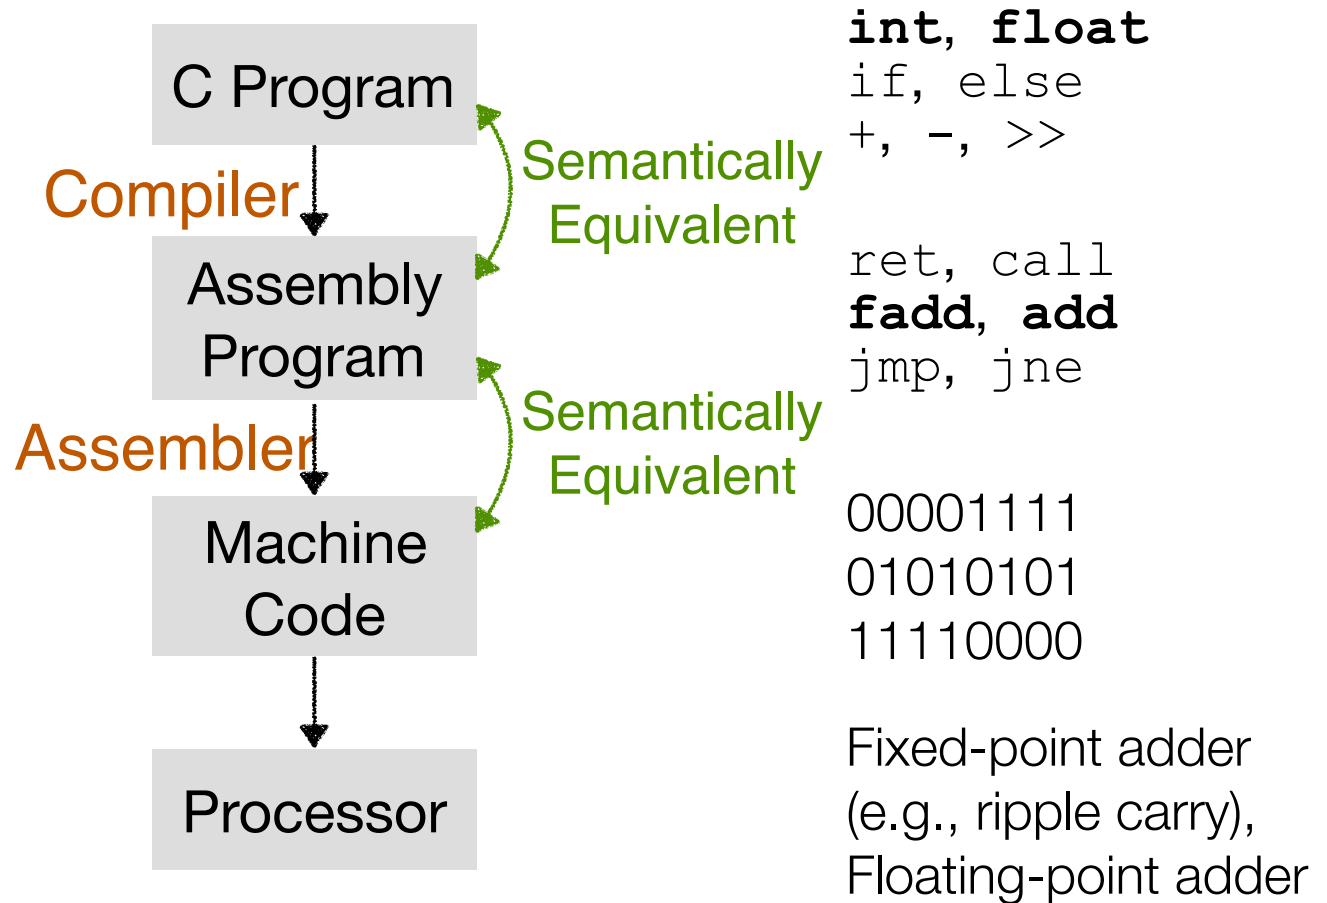 C Program
int, float
if, else
+, -, >>
Compiler
Semantically
Equivalent
Assembly
Program
ret, call
fadd, add
jmp, jne
Assembler
Semantically
Equivalent
Machine
Code
00001111
01010101
11110000
Processor
Fixed-point adder
(e.g., ripple carry),
Floating-point adder